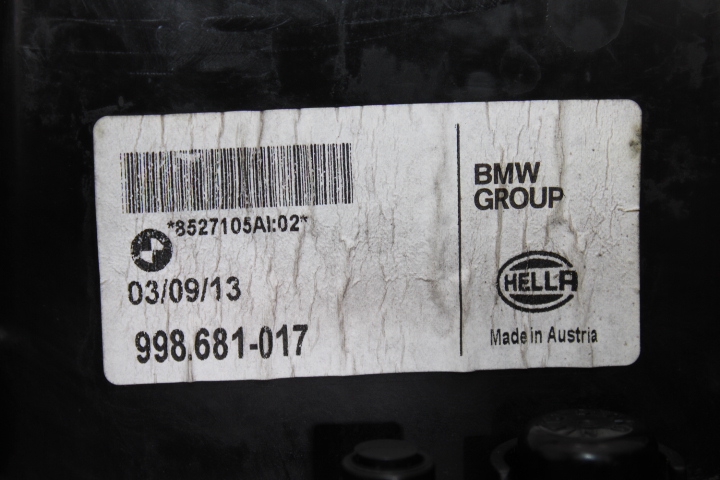 *8527105AI:02*
03/09/13
998.681-017
BMW
GROUP
HELLA
Made in Austria